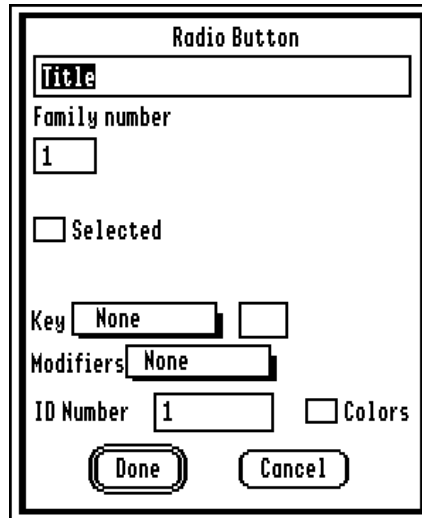 Radio Button
Title
Family number
1
Selected
Key None
Modifiers None
ID Number 1 Colors
Done Cancel